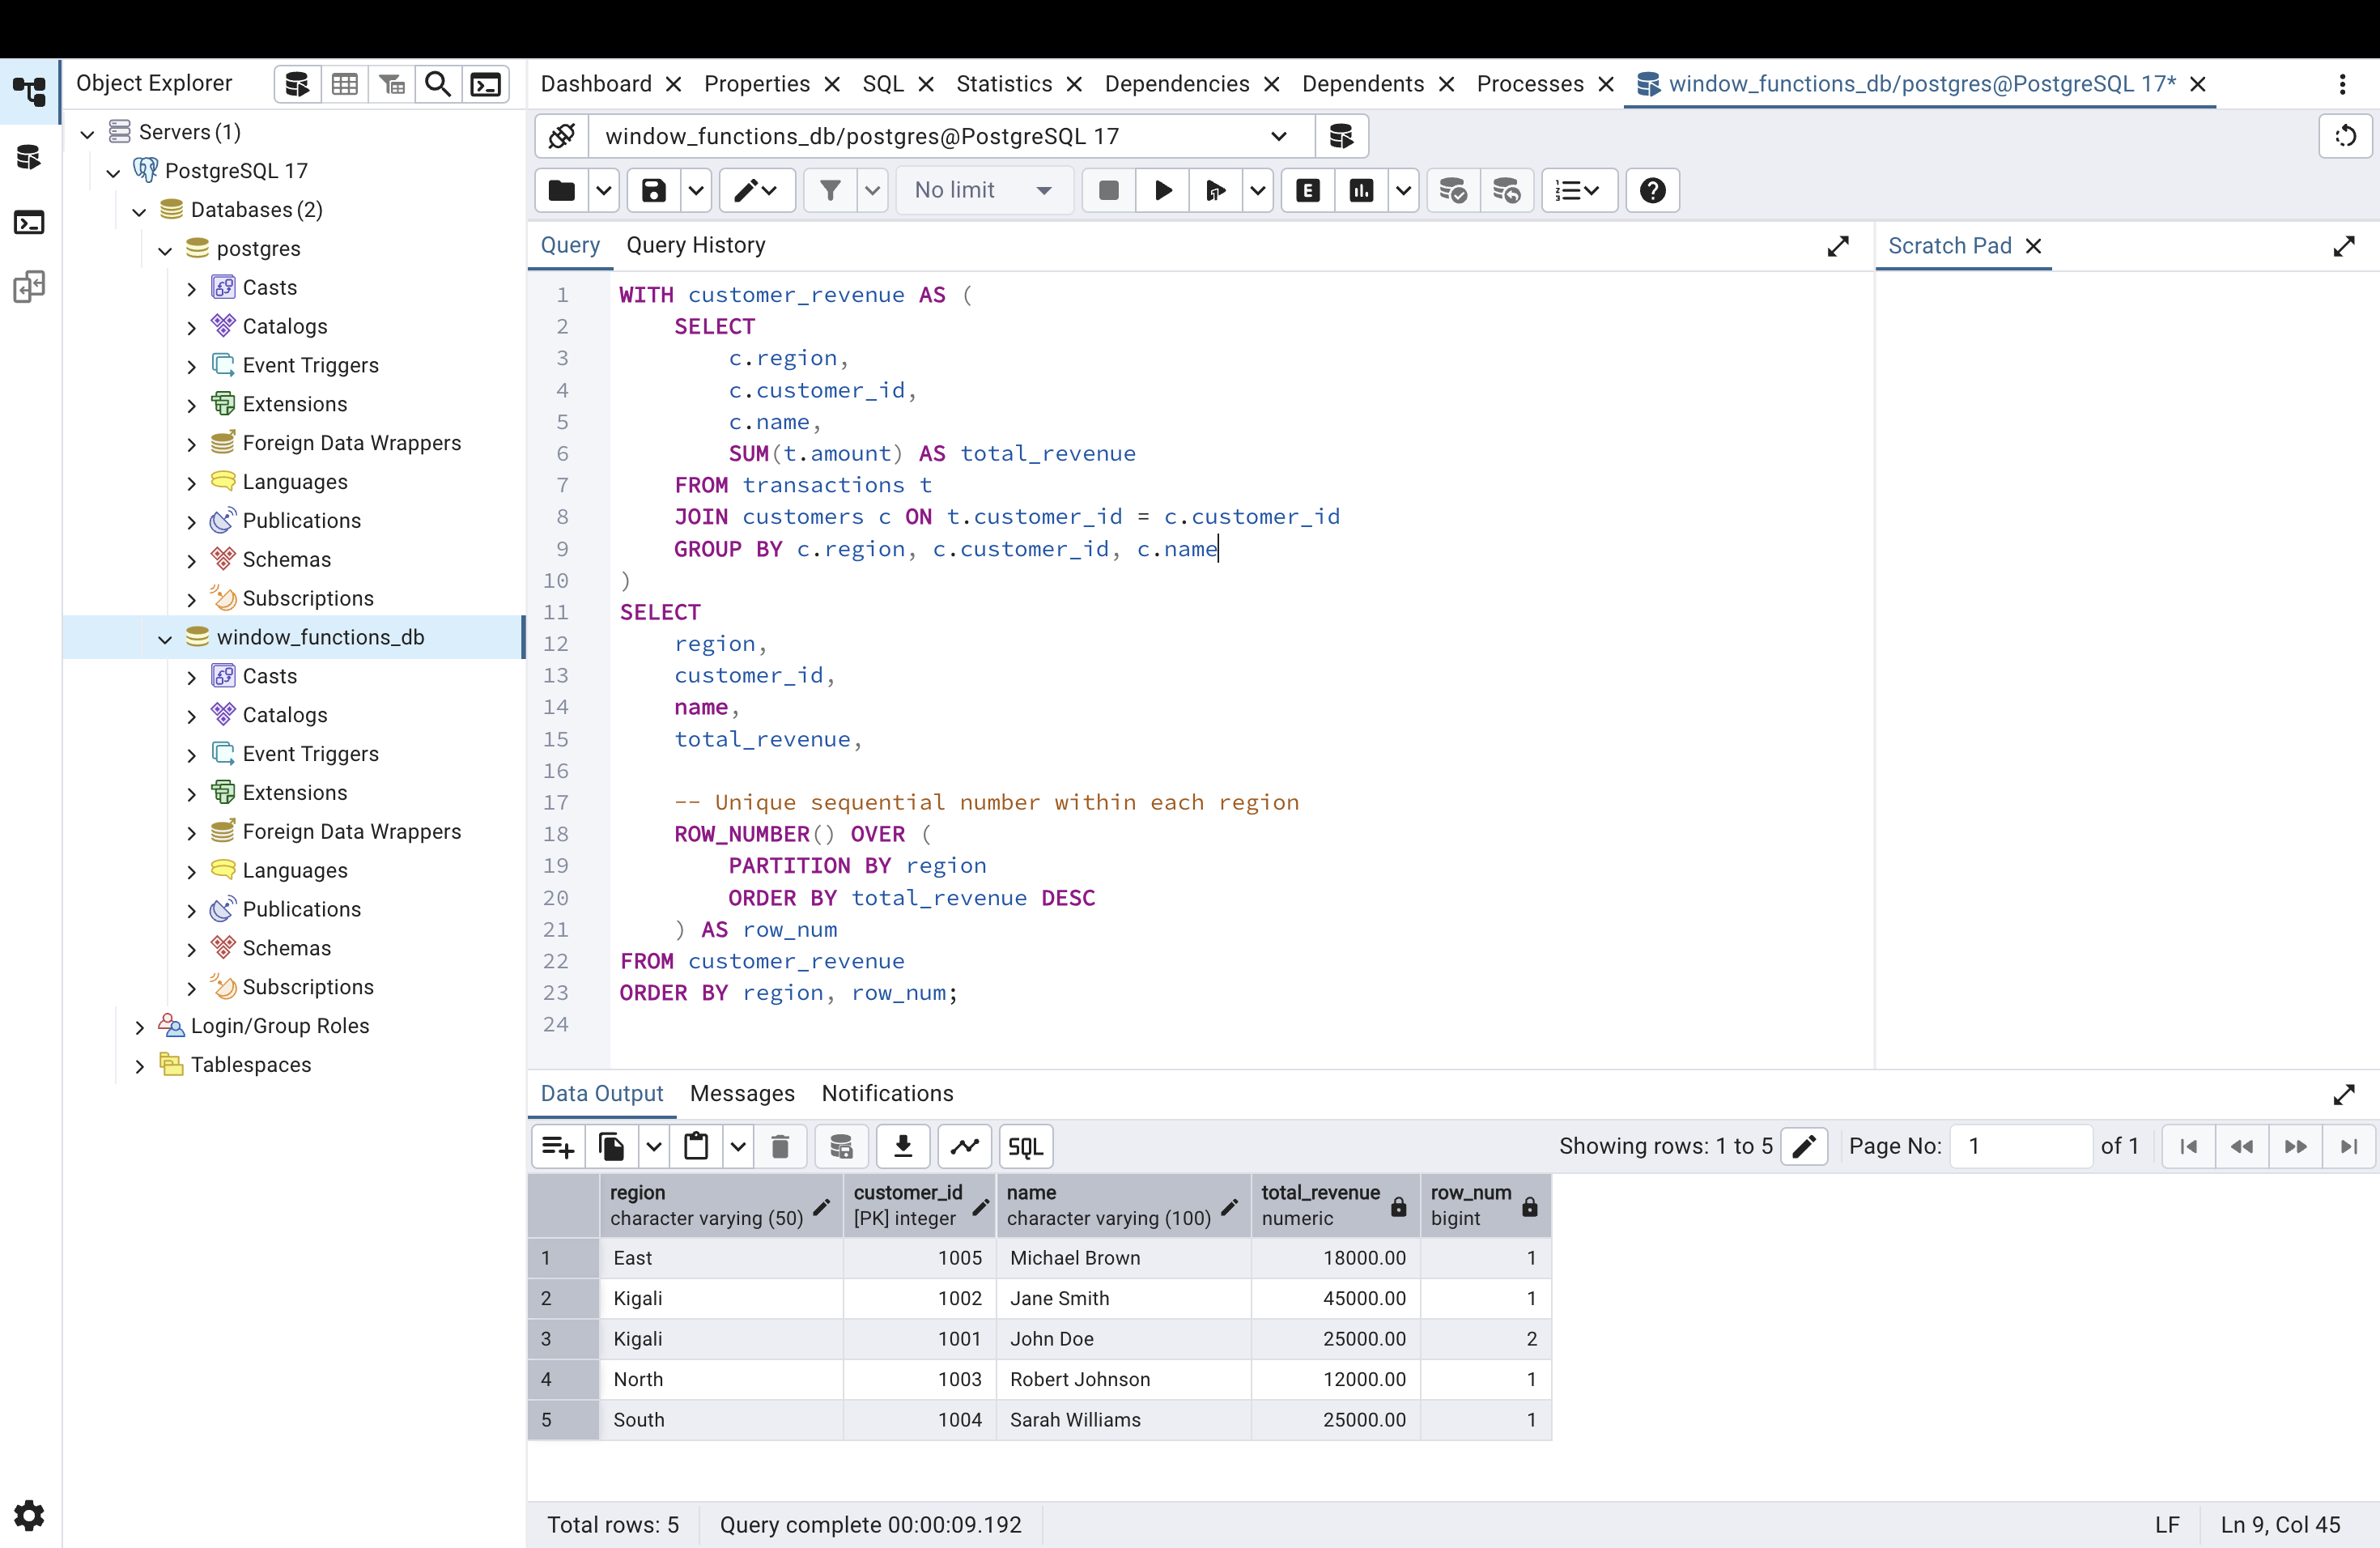 Object Explorer
Servers (1)
PostgreSQL 17
Databases (2)
postgres
Casts
Catalogs
Event Triggers
Extensions
Foreign Data Wrappers
Languages
Publications
Schemas
Subscriptions
window_functions_db
Casts
Catalogs
Event Triggers
Extensions
Foreign Data Wrappers
Languages
Publications
Schemas
Subscriptions
Login/Group Roles
Tablespaces
Dashboard Properties SQL Statistics Dependencies Dependents Processes window_functions_db/postgres@PostgreSQL 17*
window_functions_db/postgres@PostgreSQL 17
No limit E
Query Query History Scratch Pad
1 WITH customer_revenue AS (
2 SELECT
3 c.region,
4 c.customer_id,
5 c.name,
6 SUM(t.amount) AS total_revenue
7 FROM transactions t
8 JOIN customers c ON t.customer_id = c.customer_id
9 GROUP BY c.region, c.customer_id, c.name
10 )
11 SELECT
12 region,
13 customer_id,
14 name,
15 total_revenue,
16
17 -- Unique sequential number within each region
18 ROW_NUMBER() OVER (
19 PARTITION BY region
20 ORDER BY total_revenue DESC
21 ) AS row_num
22 FROM customer_revenue
23 ORDER BY region, row_num;
24
Data Output Messages Notifications
SQL Showing rows: 1 to 5 Page No: 1 of 1
region customer_id name total_revenue row_num
character varying (50) [PK] integer character varying (100) numeric bigint
1 East 1005 Michael Brown 18000.00 1
2 Kigali 1002 Jane Smith 45000.00 1
3 Kigali 1001 John Doe 25000.00 2
4 North 1003 Robert Johnson 12000.00 1
5 South 1004 Sarah Williams 25000.00 1
Total rows: 5 Query complete 00:00:09.192 LF Ln 9, Col 45